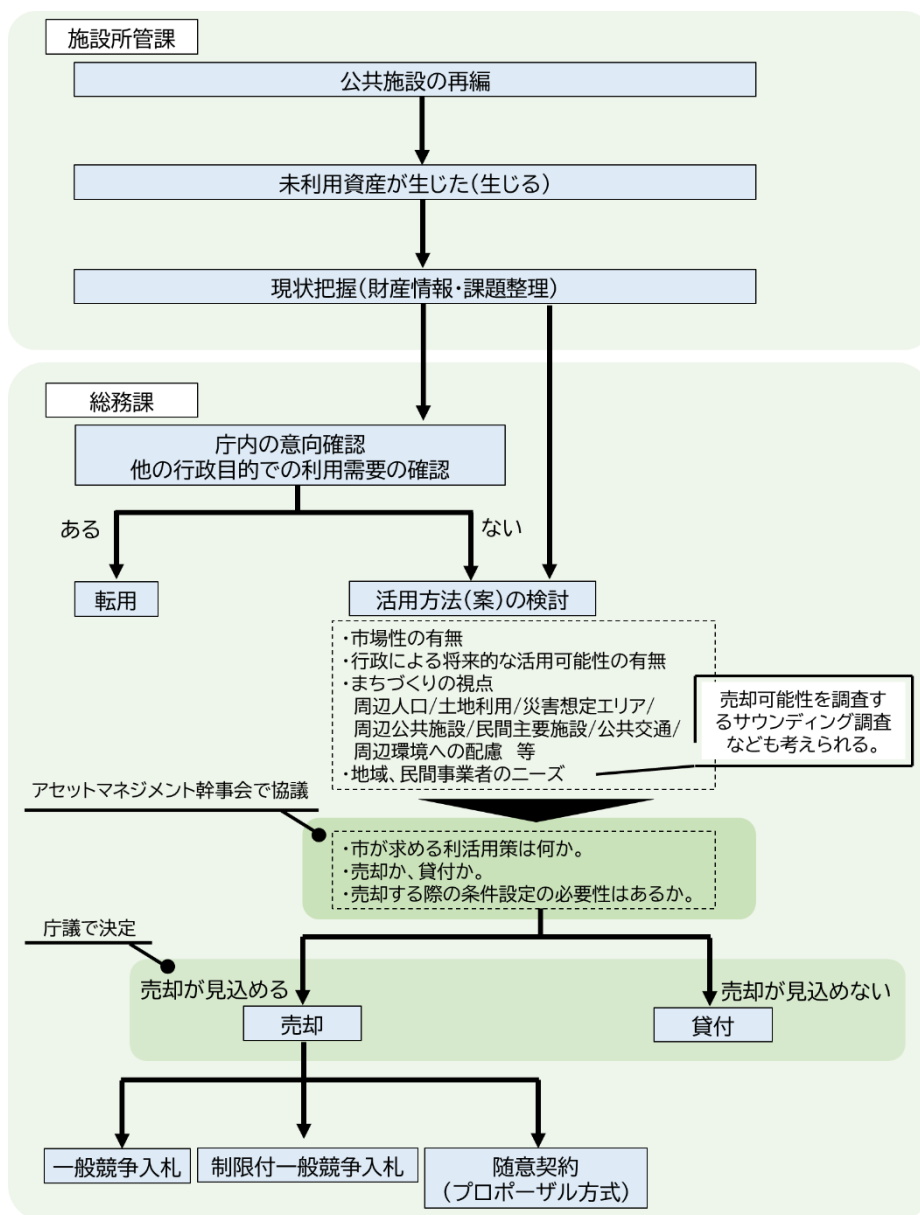 施設所管課
公共施設の再編
未利用資産が生じた(生じる)
現状把握(財産情報・課題整理)
総務課
庁内の意向確認
他の行政目的での利用需要の確認
ある
ない
転用
活用方法(案)の検討
・市場性の有無
・行政による将来的な活用可能性の有無
・まちづくりの視点
周辺人口/土地利用/災害想定エリア/
周辺公共施設/民間主要施設/公共交通/
周辺環境への配慮 等
・地域、民間事業者のニーズ
売却可能性を調査す
るサウンディング調査
なども考えられる。
アセットマネジメント幹事会で協議
・市が求める利活用策は何か。
・売却か、貸付か。
・売却する際の条件設定の必要性はあるか。
庁議で決定
売却が見込める
売却が見込めない
売却
貸付
一般競争入札
制限付一般競争入札
随意契約
(プロポーザル方式)